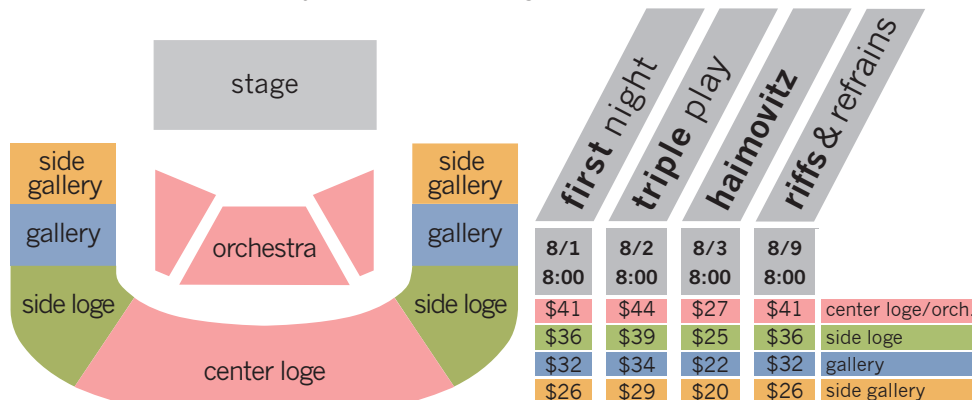 stage
side
gallery
gallery
side loge
orchestra
side
gallery
gallery
side loge
center loge
first night
triple play
haimovitz
riffs & refrains
8/1 8/2 8/3 8/9
8:00 8:00 8:00 8:00
$41 $44 $27 $41 center loge/orch.
$36 $39 $25 $36 side loge
$32 $34 $22 $32 gallery
$26 $29 $20 $26 side gallery